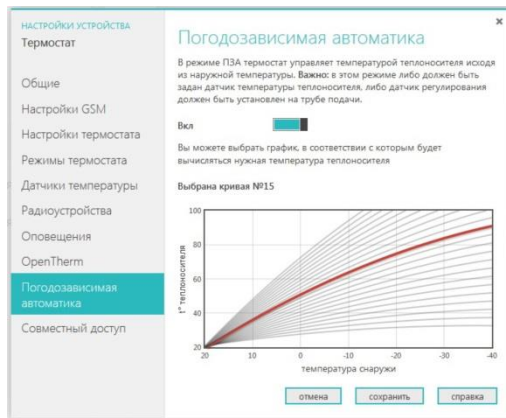 НАСТРОЙКИ УСТРОЙСТВА
Термостат
Общие
Настройки GSM
Настройки термостата
Режимы термостата
Датчики температуры
Радиоустройства
Оповещения
OpenTherm
Погодозависимая
автоматика
Совместный доступ
×
Погодозависимая автоматика
В режиме ПЗА термостат управляет температурой теплоносителя исходя
из наружной температуры. Важно: в этом режиме либо должен быть
задан датчик температуры теплоносителя, либо датчик регулирования
должен быть установлен на трубе подачи.
Вкл
Вы можете выбрать график, в соответствии с которым будет
вычисляться нужная температура теплоносителя
Выбрана кривая №15
t° теплоносителя
100
80
60
40
20
20 10 0 -10 -20 -30 -40
температура снаружи
отмена сохранить справка